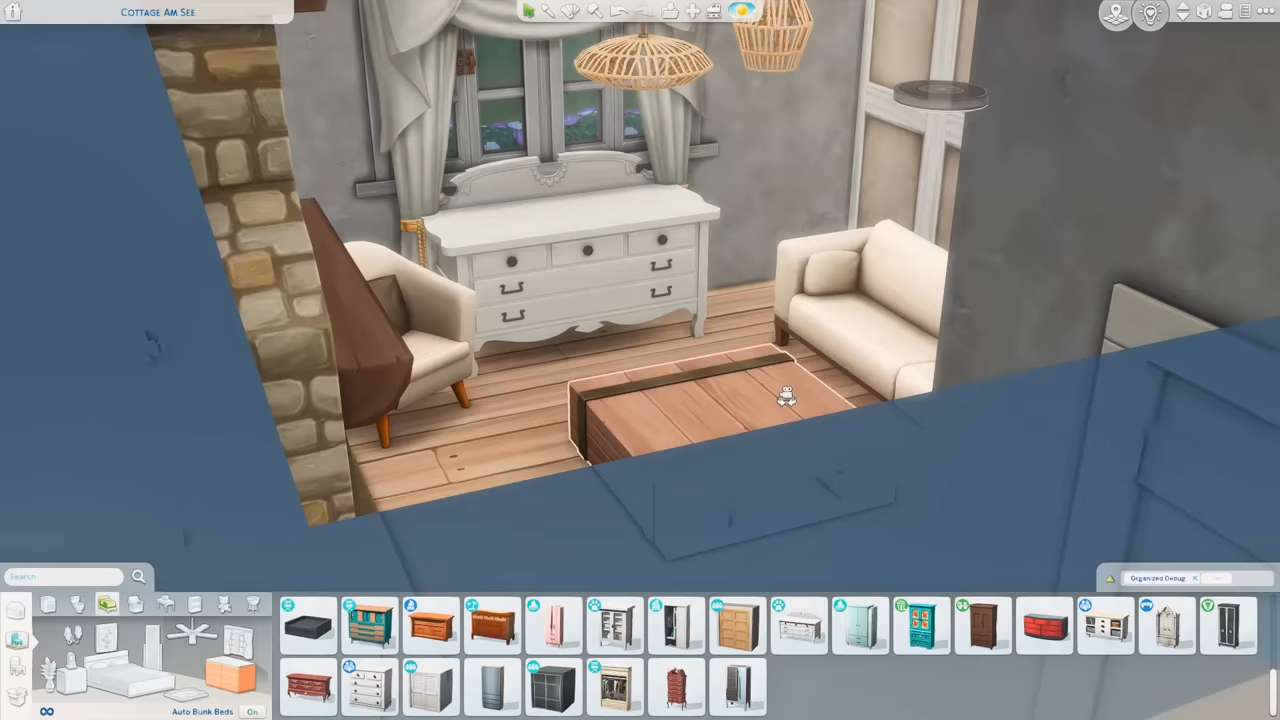 Cottage Am See
Search
Organized Debug
Auto Bunk Beds
On